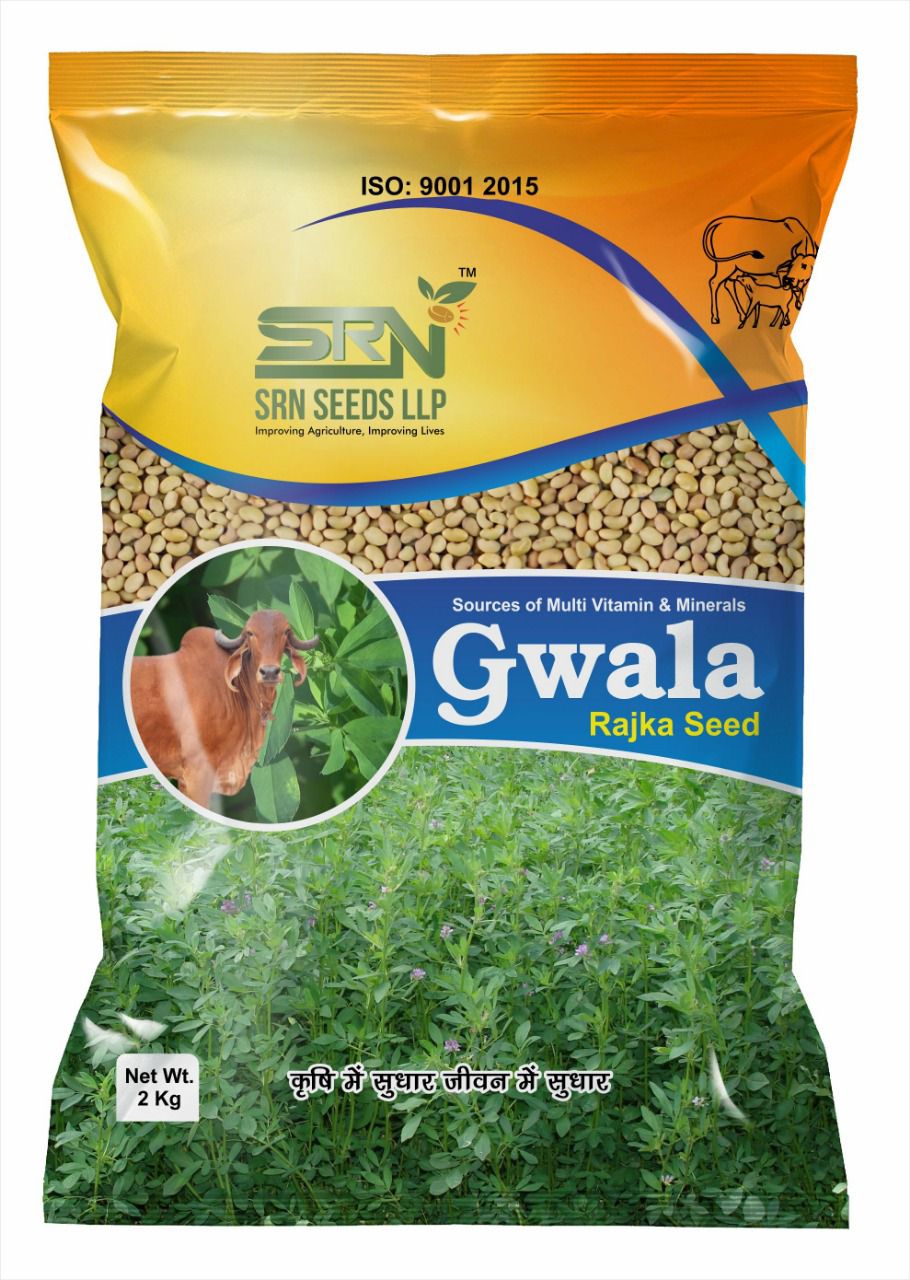 ISO: 9001 2015
TM
SRN
SRN SEEDS LLP
Improving Agriculture, Improving Lives
Sources of Multi Vitamin & Minerals
Gwala
Rajka Seed
Net Wt.
2 Kg
कृषि में सुधार जीवन में सुधार